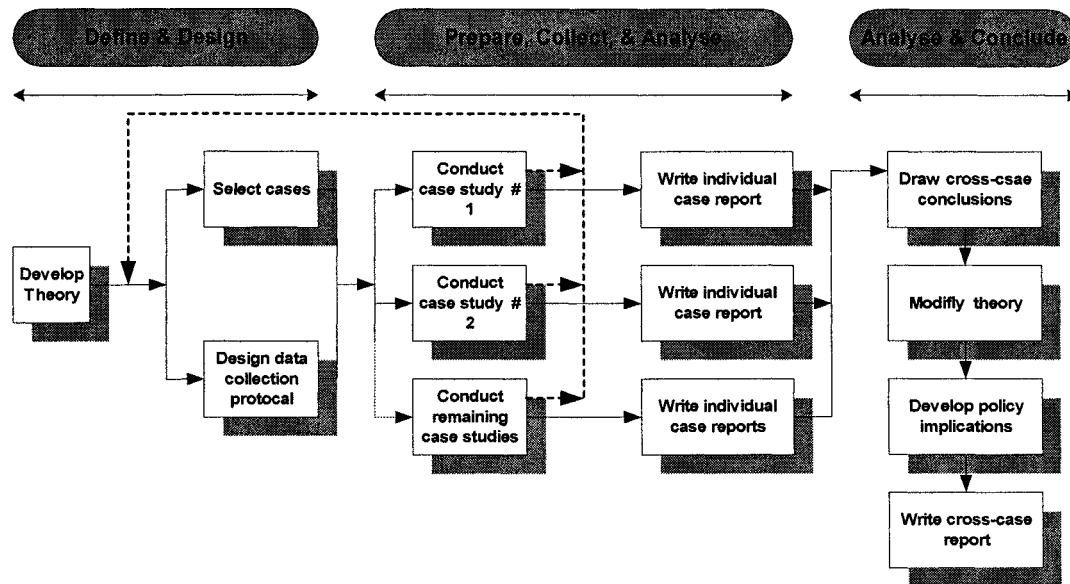 Define & Design
Prepare, Collect, & Analyse
Analyse & Conclude
Develop
Theory
Select cases
Design data
collection
protocal
Conduct
case study #
1
Conduct
case study #
2
Conduct
remaining
case studies
Write individual
case report
Write individual
case report
Write individual
case reports
Draw cross-csae
conclusions
Modifly theory
Develop policy
implications
Write cross-case
report